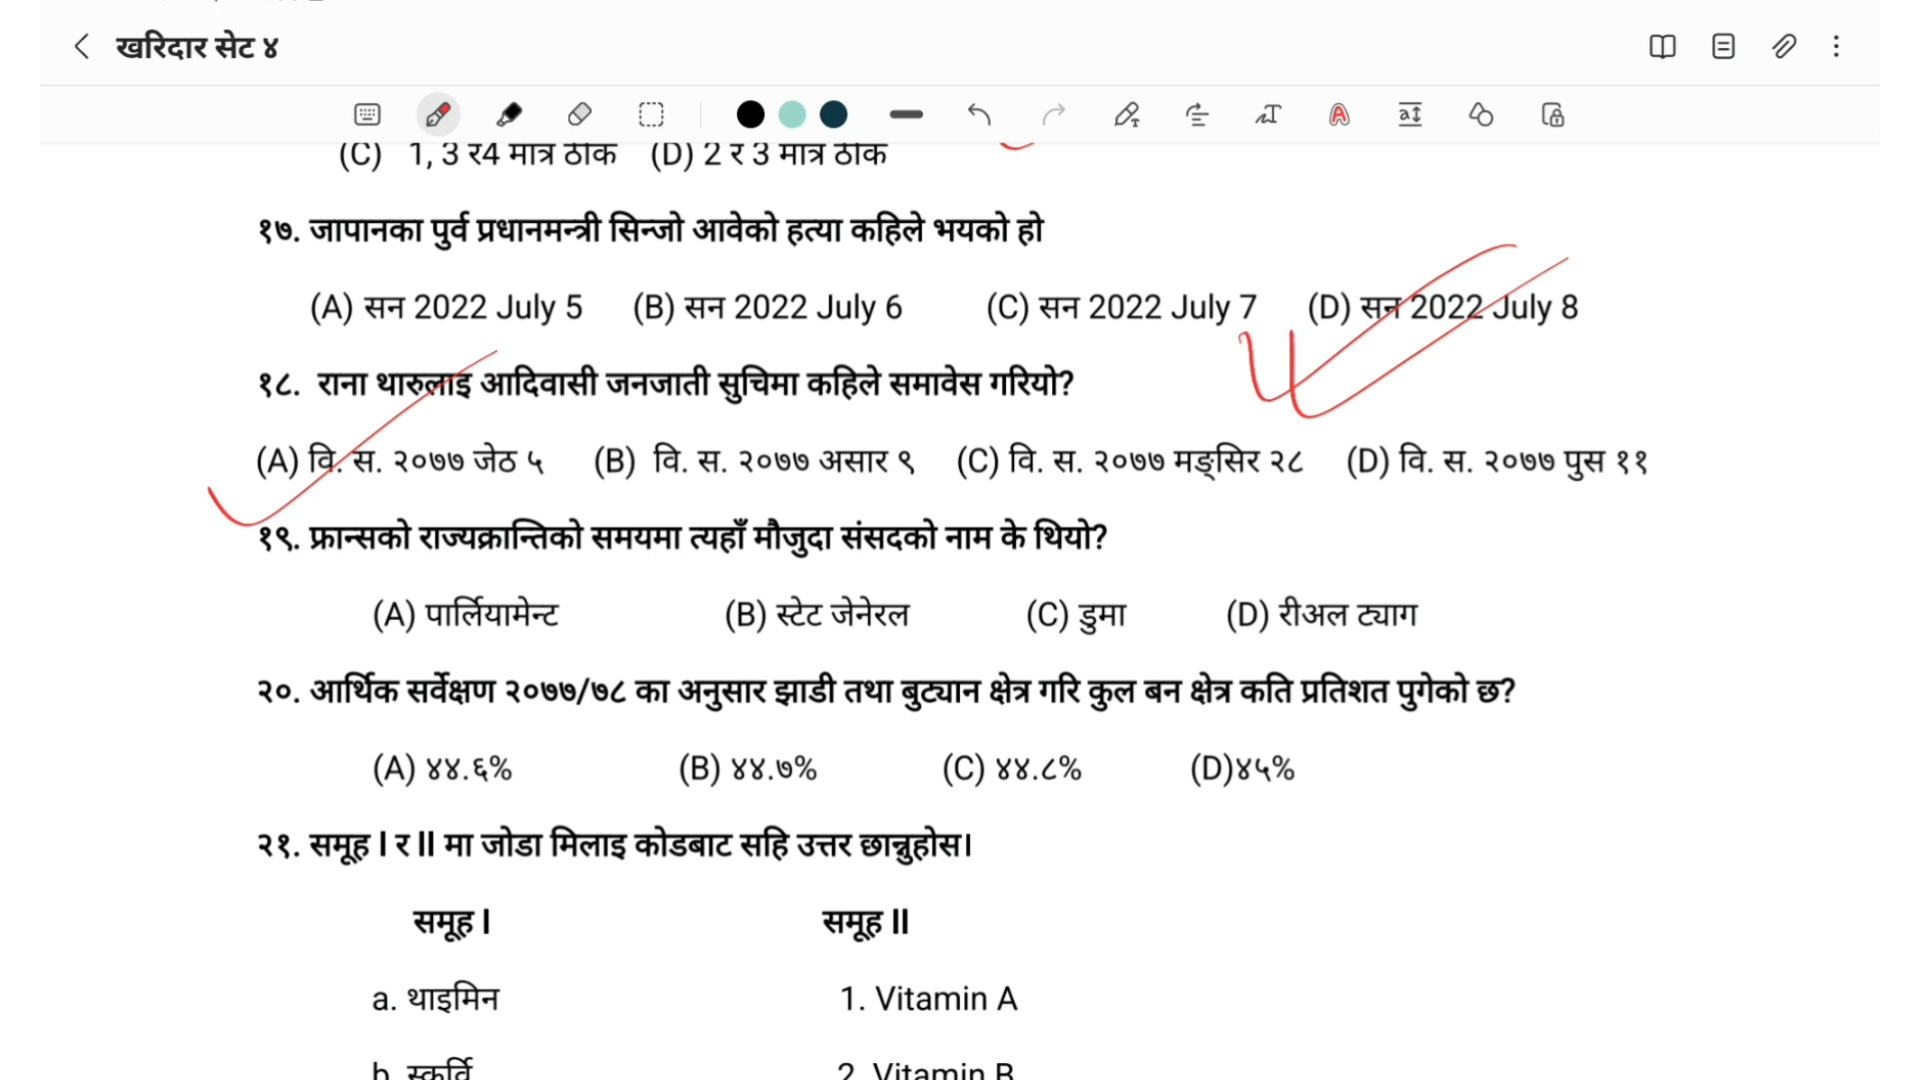 खरिदार सेट ४
(C) 1, 3 र4 मात्र ठीक (D) 2 र 3 मात्र ठीक
१७. जापानका पुर्व प्रधानमन्त्री सिन्जो आवेको हत्या कहिले भयको हो
(A) सन 2022 July 5 (B) सन 2022 July 6 (C) सन 2022 July 7 (D) सन 2022 July 8
१८. राना थारुलाइ आदिवासी जनजाती सुचिमा कहिले समावेस गरियो?
(A) वि. स. २०७७ जेठ ५ (B) वि. स. २०७७ असार ९ (C) वि. स. २०७७ मङ्सिर २८ (D) वि. स. २०७७ पुस ११
१९. फ्रान्सको राज्यक्रान्तिको समयमा त्यहाँ मौजुदा संसदको नाम के थियो?
(A) पार्लियामेन्ट (B) स्टेट जेनेरल (C) डुमा (D) रीअल ट्याग
२०. आर्थिक सर्वेक्षण २०७७/७८ का अनुसार झाडी तथा बुट्यान क्षेत्र गरि कुल बन क्षेत्र कति प्रतिशत पुगेको छ?
(A) ४४.६% (B) ४४.७% (C) ४४.८% (D)४५%
२१. समूह I र II मा जोडा मिलाइ कोडबाट सहि उत्तर छान्नुहोस।
समूह I समूह II
a. थाइमिन 1. Vitamin A
b. स्कर्वि 2. Vitamin B